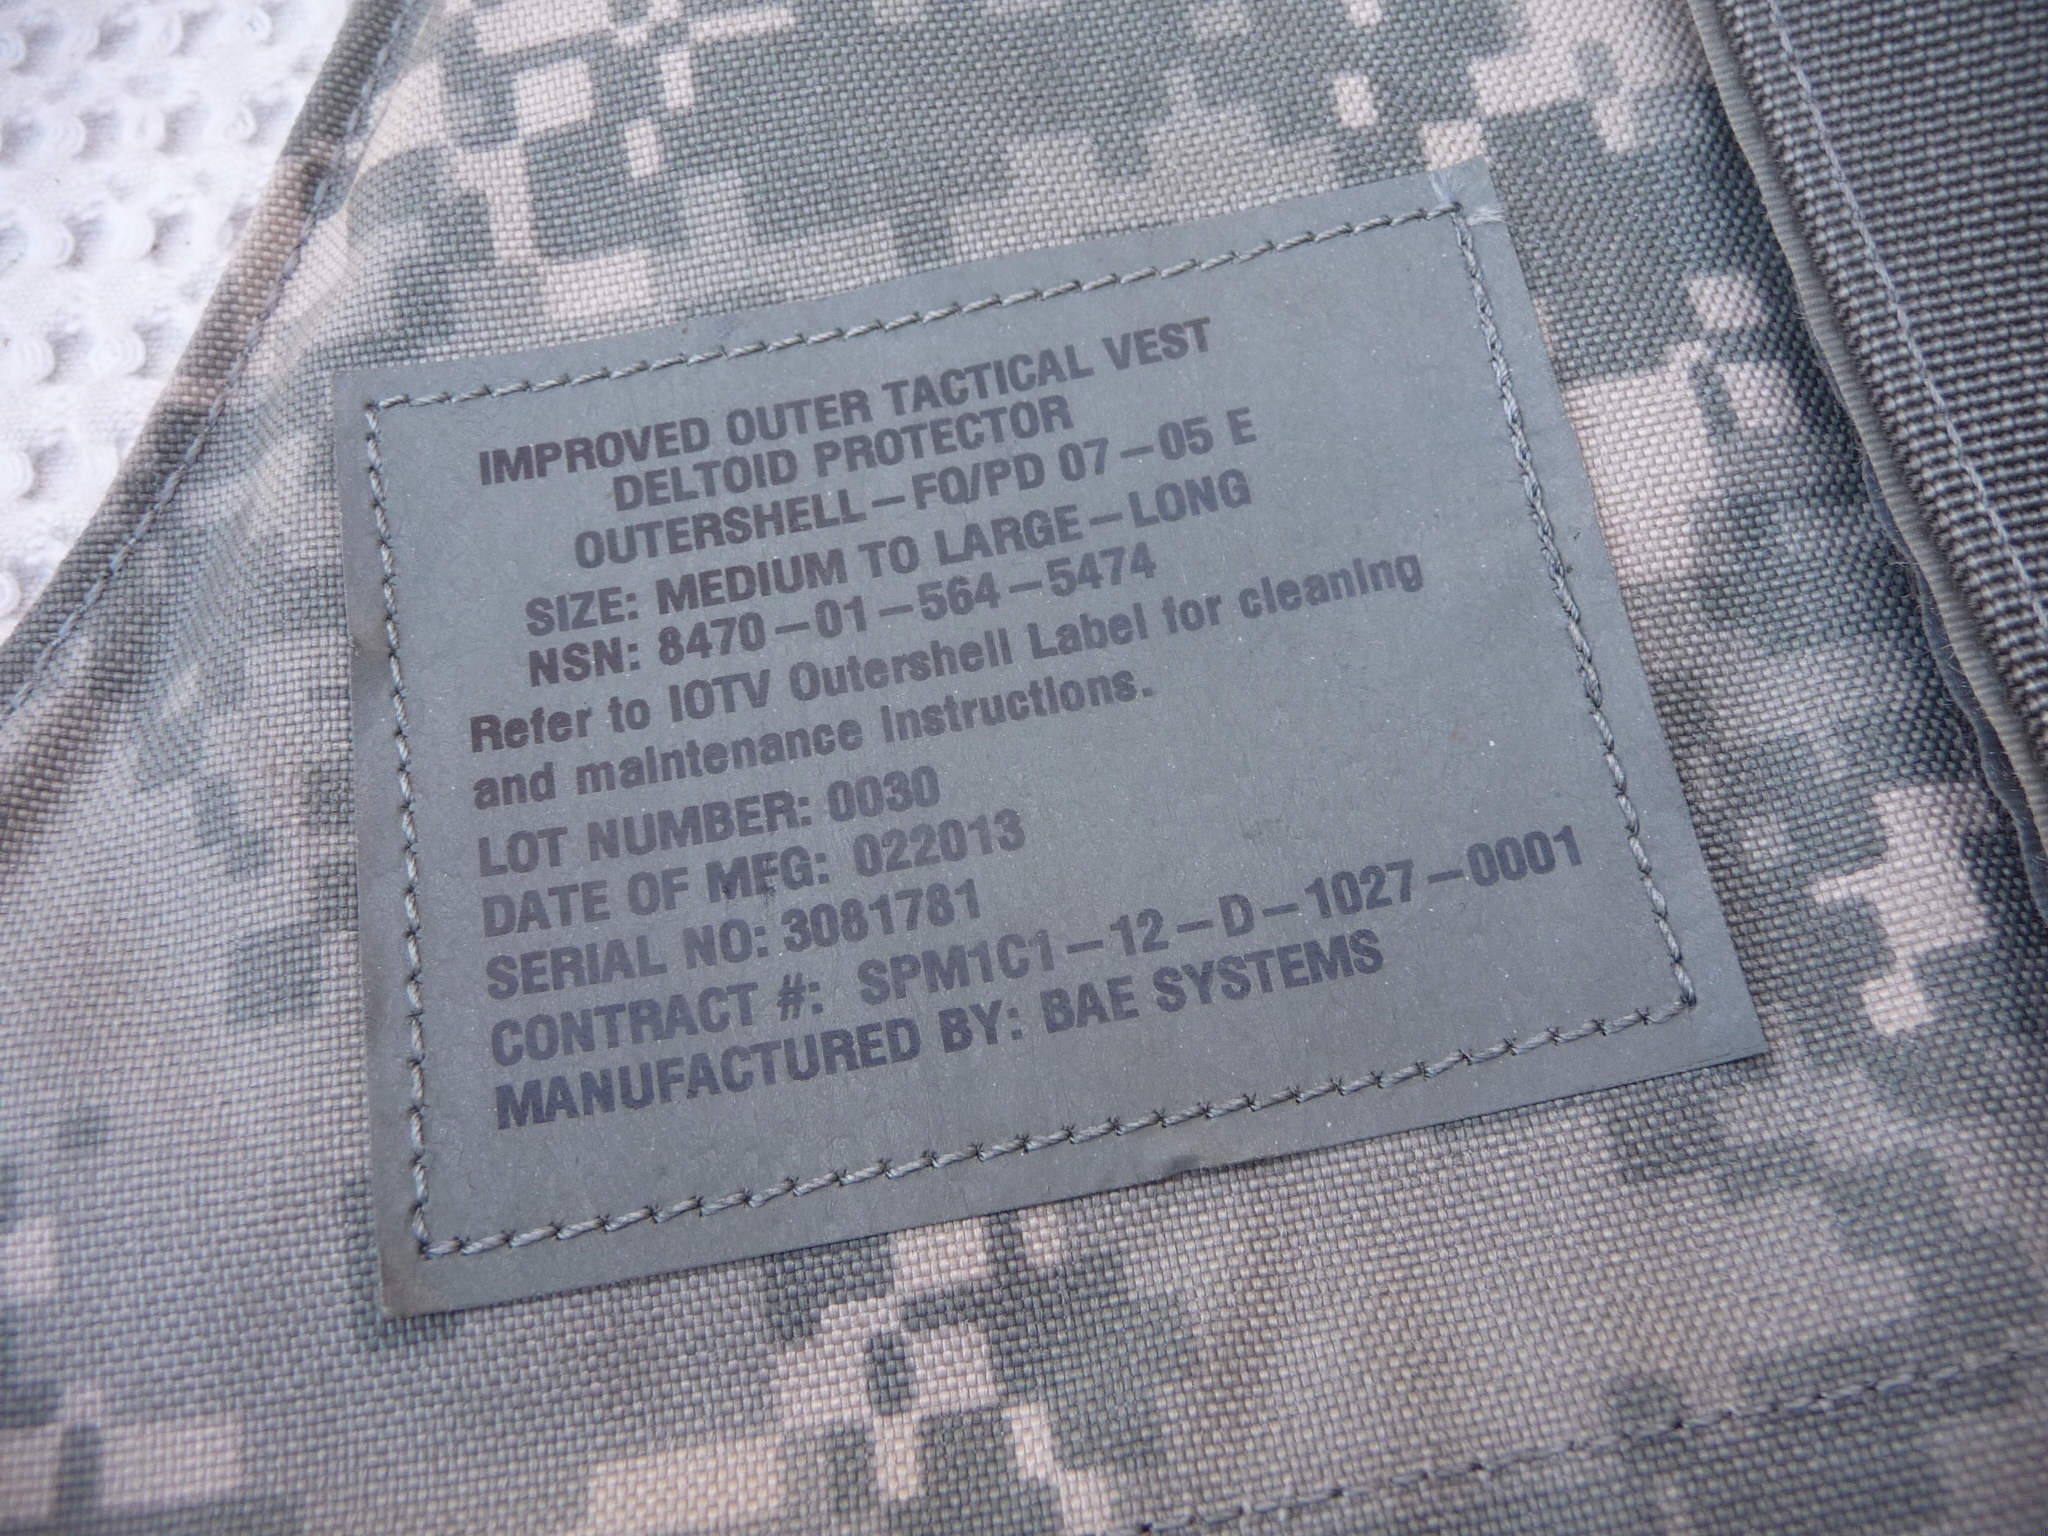 IMPROVED OUTER TACTICAL VEST
DELTOID PROTECTOR
OUTERSHELL-FQ/PD 07-05 E
SIZE: MEDIUM TO LARGE-LONG
NSN: 8470-01-564-5474
Refer to IOTV Outershell Label for cleaning
and maintenance instructions.
LOT NUMBER: 0030
DATE OF MFG: 022013
SERIAL NO: 3081781
CONTRACT #: SPM1C1-12-D-1027-0001
MANUFACTURED BY: BAE SYSTEMS